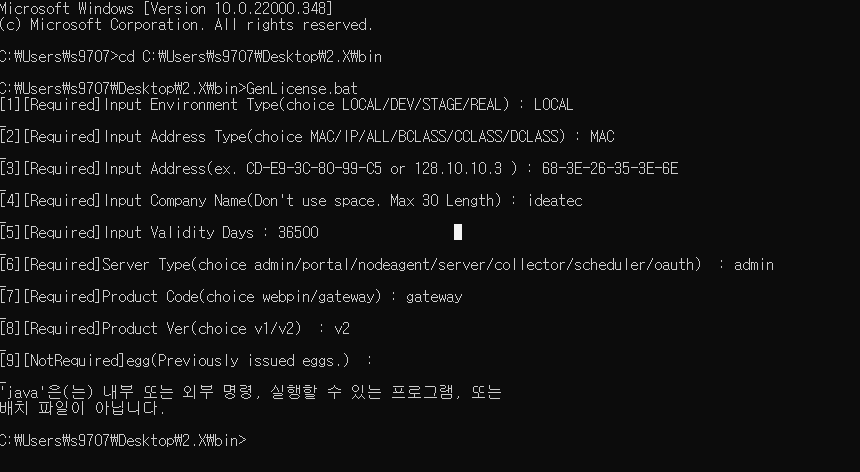 Microsoft Windows [Version 10.0.22000.348]
(c) Microsoft Corporation. All rights reserved.
C:₩Users₩s9707>cd C:₩Users₩s9707₩Desktop₩2.X₩bin
C:₩Users₩s9707₩Desktop₩2.X₩bin>GenLicense.bat
[1][Required]Input Environment Type(choice LOCAL/DEV/STAGE/REAL) : LOCAL
_
[2][Required]Input Address Type(choice MAC/IP/ALL/BCLASS/CCLASS/DCLASS) : MAC
_
[3][Required]Input Address(ex. CD-E9-3C-80-99-C5 or 128.10.10.3 ) : 68-3E-26-35-3E-6E
_
[4][Required]Input Company Name(Don't use space. Max 30 Length) : ideatec
_
[5][Required]Input Validity Days : 36500
_
[6][Required]Server Type(choice admin/portal/nodeagent/server/collector/scheduler/oauth)  : admin
_
[7][Required]Product Code(choice webpin/gateway) : gateway
_
[8][Required]Product Ver(choice v1/v2)  : v2
_
[9][NotRequired]egg(Previously issued eggs.)  :
_
'java'은(는) 내부 또는 외부 명령, 실행할 수 있는 프로그램, 또는
배치 파일이 아닙니다.
C:₩Users₩s9707₩Desktop₩2.X₩bin>